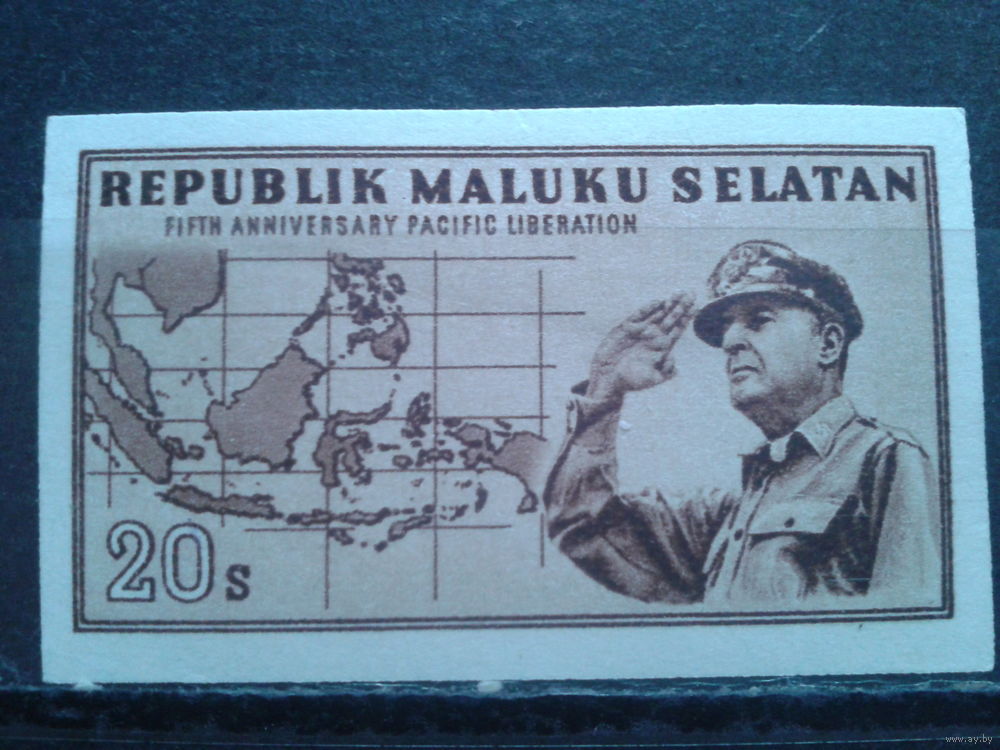 REPUBLIK MALUKU SELATAN
FIFTH ANNIVERSARY PACIFIC LIBERATION
20s
www.ay.by